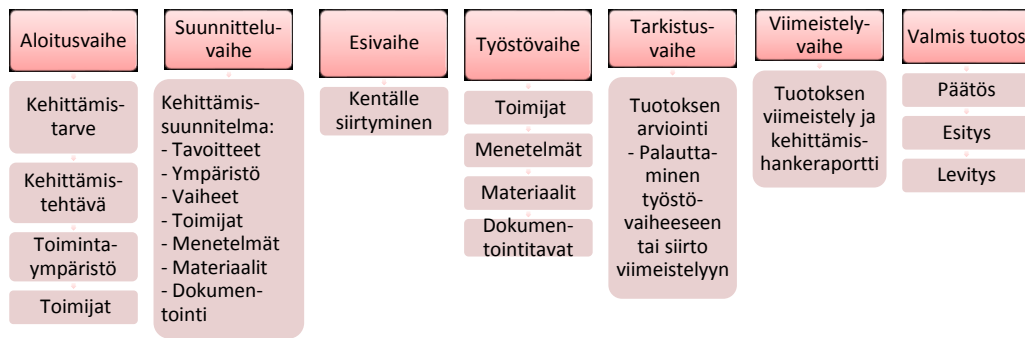 Aloitusvaihe
Kehittämis-
tarve
Kehittämis-
tehtävä
Toiminta-
ympäristö
Toimijat
Suunnittelu-
vaihe
Kehittämis-
suunnitelma:
- Tavoitteet
- Ympäristö
- Vaiheet
- Toimijat
- Menetelmät
- Materiaalit
- Dokumen-
tointi
Esivaihe
Kentälle
siirtyminen
Työstövaihe
Toimijat
Menetelmät
Materiaalit
Dokumen-
tointitavat
Tarkistus-
vaihe
Tuotoksen
arviointi
- Palautta-
minen
työstö-
vaiheeseen
tai siirto
viimeistelyyn
Viimeistely-
vaihe
Tuotoksen
viimeistely ja
kehittämis-
hankeraportti
Valmis tuotos
Päätös
Esitys
Levitys